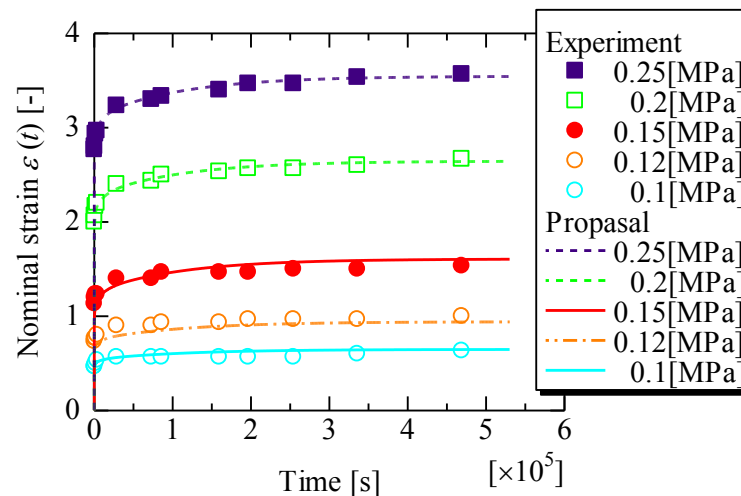 4
3
2
1
0
Nominal strain ε (t) [-]
0 1 2 3 4 5 6
[×10⁵]
Time [s]
Experiment
0.25[MPa]
0.2[MPa]
0.15[MPa]
0.12[MPa]
0.1[MPa]
Propasal
0.25[MPa]
0.2[MPa]
0.15[MPa]
0.12[MPa]
0.1[MPa]